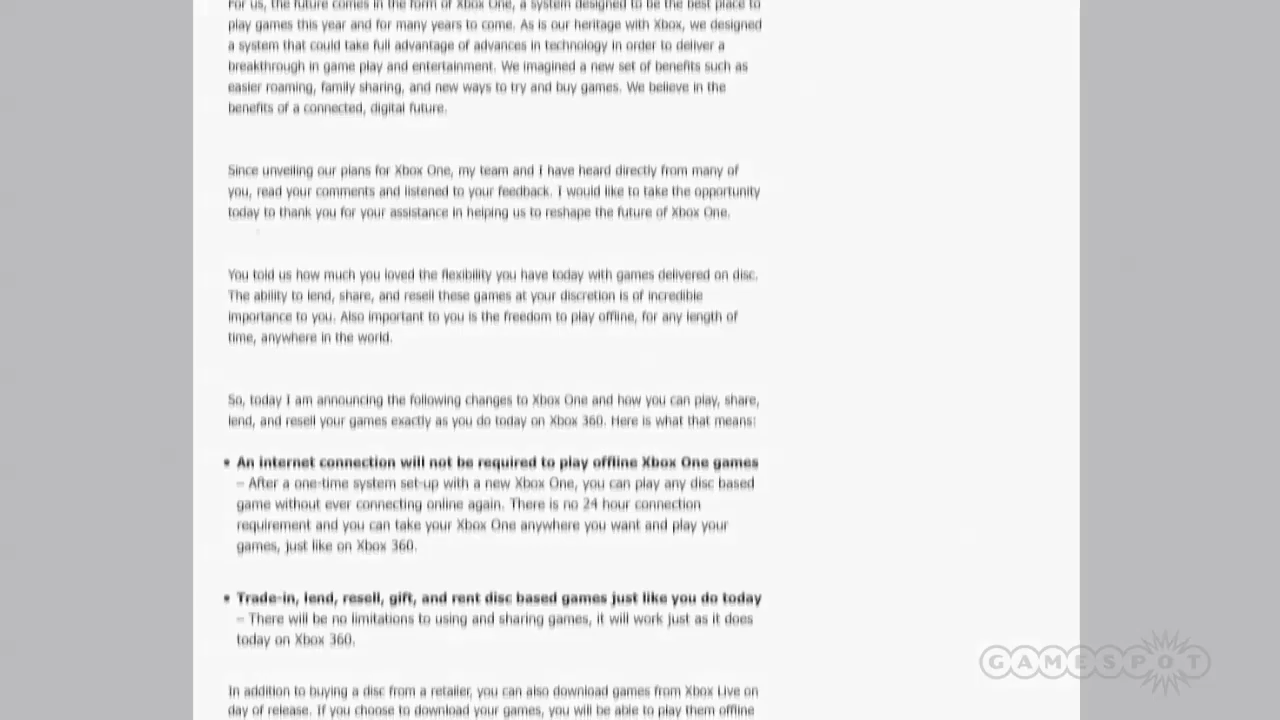 For us, the future comes in the form of Xbox One, a system designed to be the best place to
play games this year and for many years to come. As is our heritage with Xbox, we designed
a system that could take full advantage of advances in technology in order to deliver a
breakthrough in game play and entertainment. We imagined a new set of benefits such as
easier roaming, family sharing, and new ways to try and buy games. We believe in the
benefits of a connected, digital future.
Since unveiling our plans for Xbox One, my team and I have heard directly from many of
you, read your comments and listened to your feedback. I would like to take the opportunity
today to thank you for your assistance in helping us to reshape the future of Xbox One.
You told us how much you loved the flexibility you have today with games delivered on disc.
The ability to lend, share, and resell these games at your discretion is of incredible
importance to you. Also important to you is the freedom to play offline, for any length of
time, anywhere in the world.
So, today I am announcing the following changes to Xbox One and how you can play, share,
lend, and resell your games exactly as you do today on Xbox 360. Here is what that means:
• An internet connection will not be required to play offline Xbox One games
– After a one-time system set-up with a new Xbox One, you can play any disc based
game without ever connecting online again. There is no 24 hour connection
requirement and you can take your Xbox One anywhere you want and play your
games, just like on Xbox 360.
• Trade-in, lend, resell, gift, and rent disc based games just like you do today
– There will be no limitations to using and sharing games, it will work just as it does
today on Xbox 360.
GAMESPOT
In addition to buying a disc from a retailer, you can also download games from Xbox Live on
day of release. If you choose to download your games, you will be able to play them offline